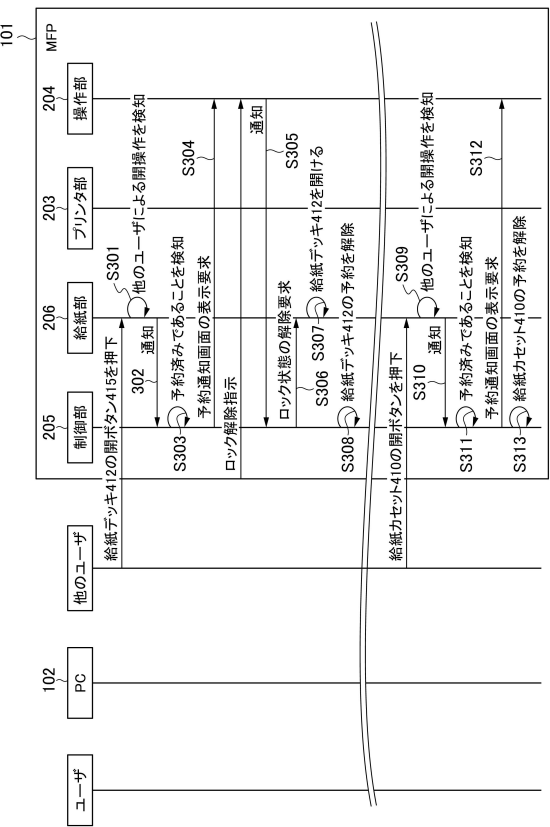 101
MFP
ユーザ
102
PC
他のユーザ
205
制御部
206
給紙部
203
プリンタ部
204
操作部
給紙デッキ412の開ボタン415を押下
S301
他のユーザによる開操作を検知
302
通知
S303
予約済みであることを検知
予約通知画面の表示要求
S304
ロック解除指示
通知
S305
ロック状態の解除要求
S306
S307
給紙デッキ412を開ける
S308
給紙デッキ412の予約を解除
給紙カセット410の開ボタンを押下
S309
他のユーザによる開操作を検知
S310
通知
S311
予約済みであることを検知
予約通知画面の表示要求
S312
S313
給紙カセット410の予約を解除